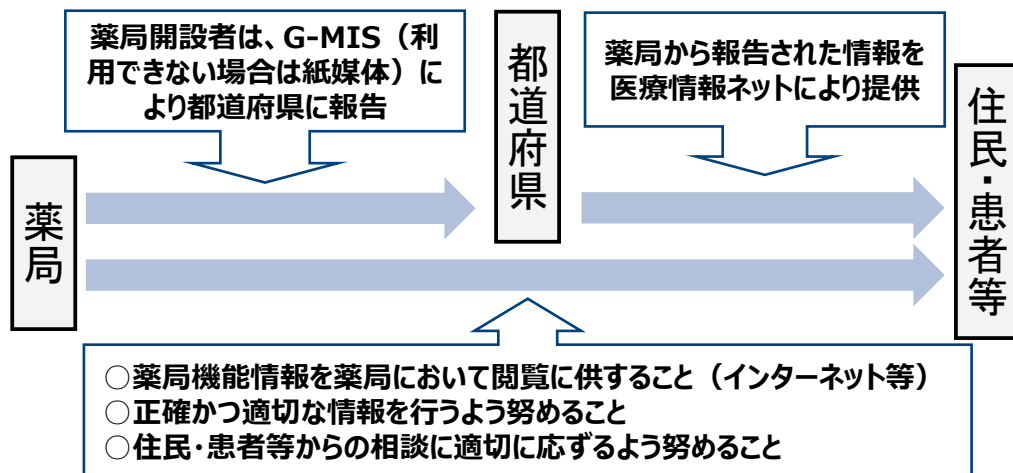 薬局開設者は、G-MIS（利
用できない場合は紙媒体）に
より都道府県に報告
都道府県
薬局から報告された情報を
医療情報ネットにより提供
住民・患者等
薬局
○薬局機能情報を薬局において閲覧に供すること（インターネット等）
○正確かつ適切な情報を行うよう努めること
○住民・患者等からの相談に適切に応ずるよう努めること